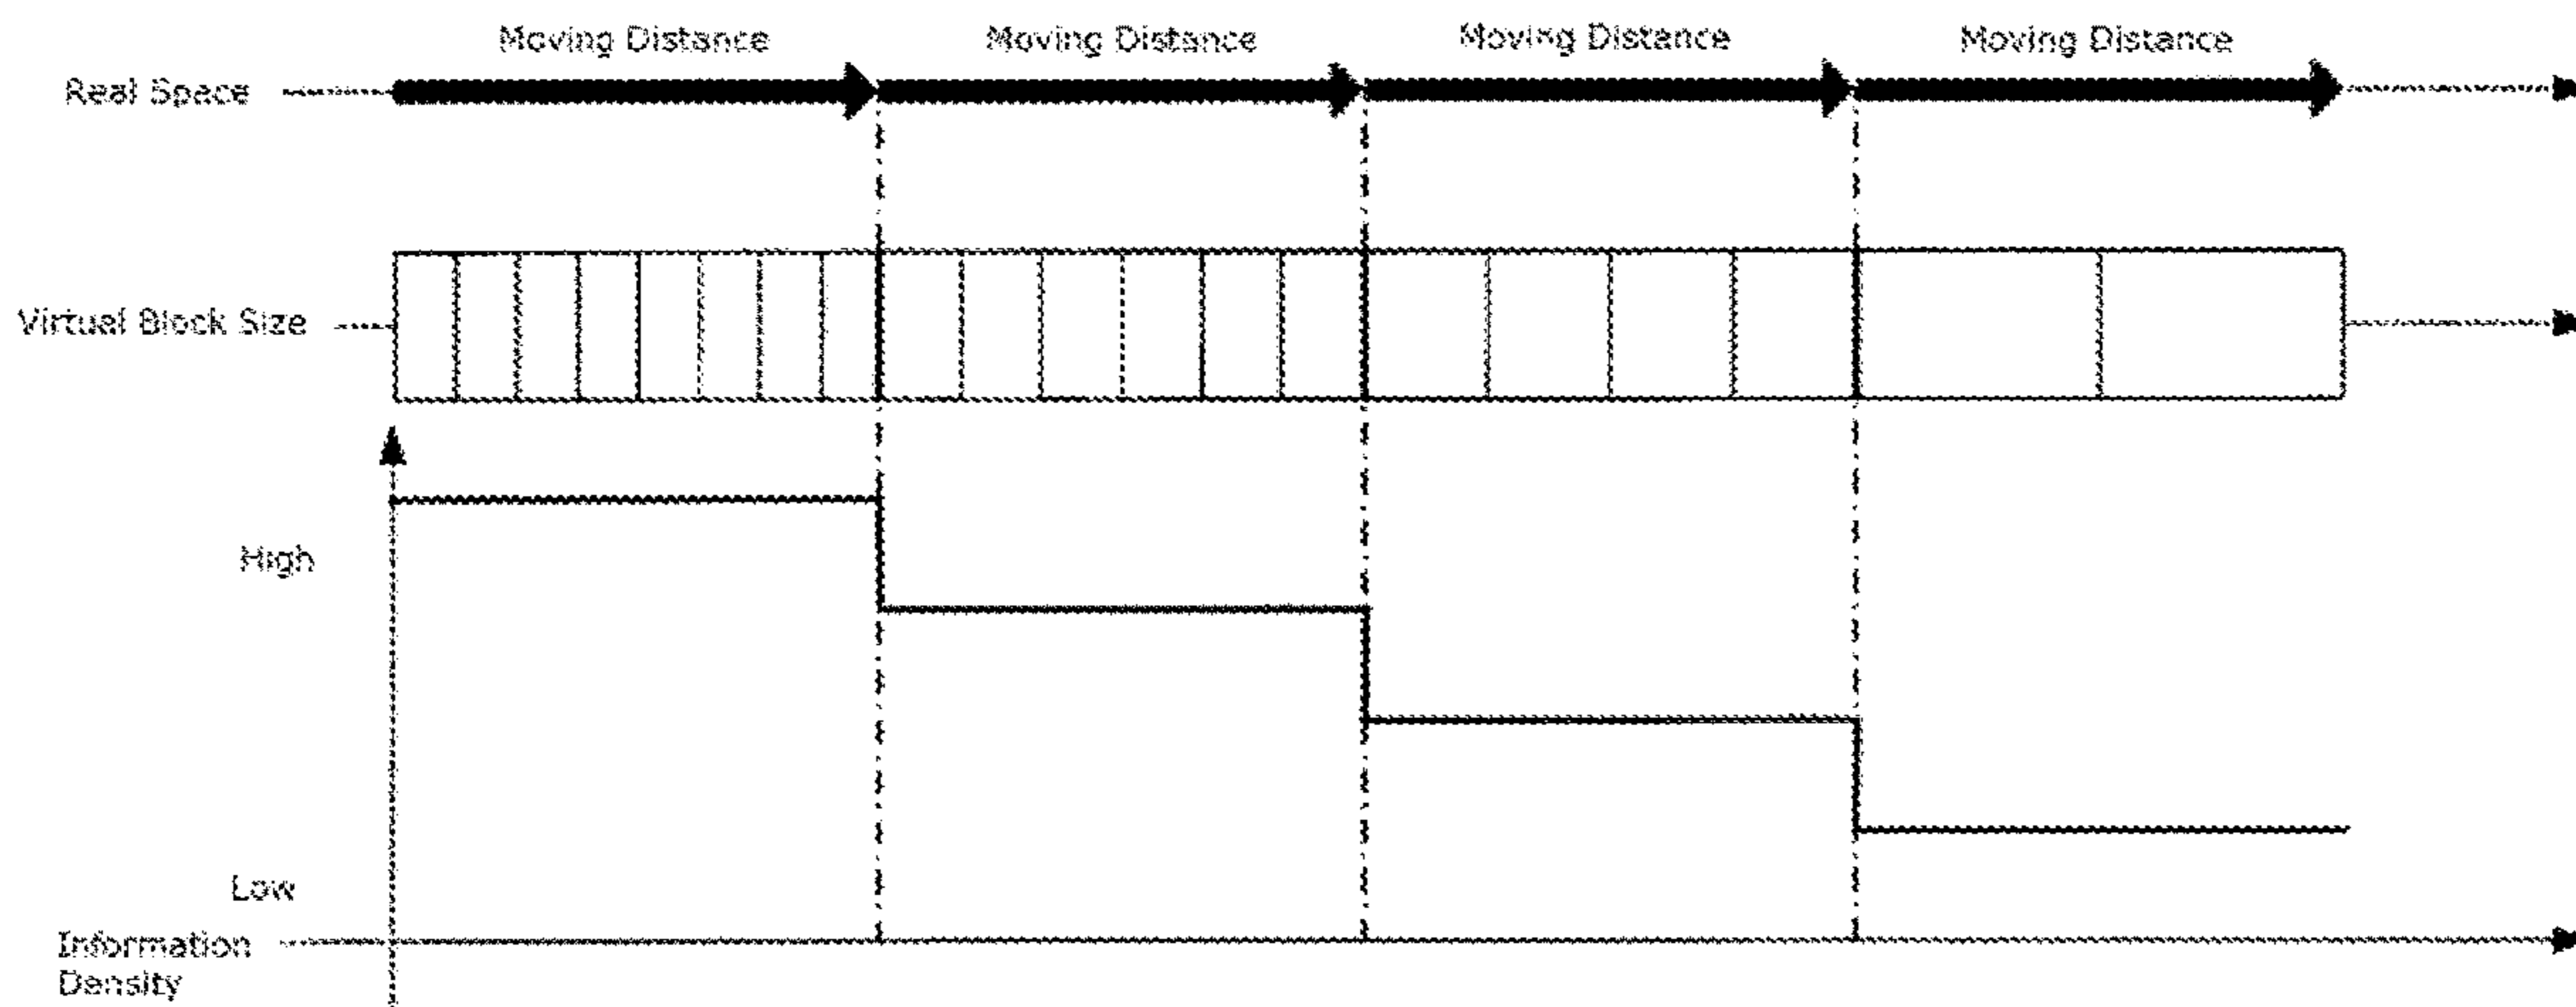 Moving Distance Moving Distance Moving Distance Moving Distance
Real Space
Virtual Block Size
High
Low
Information
Density